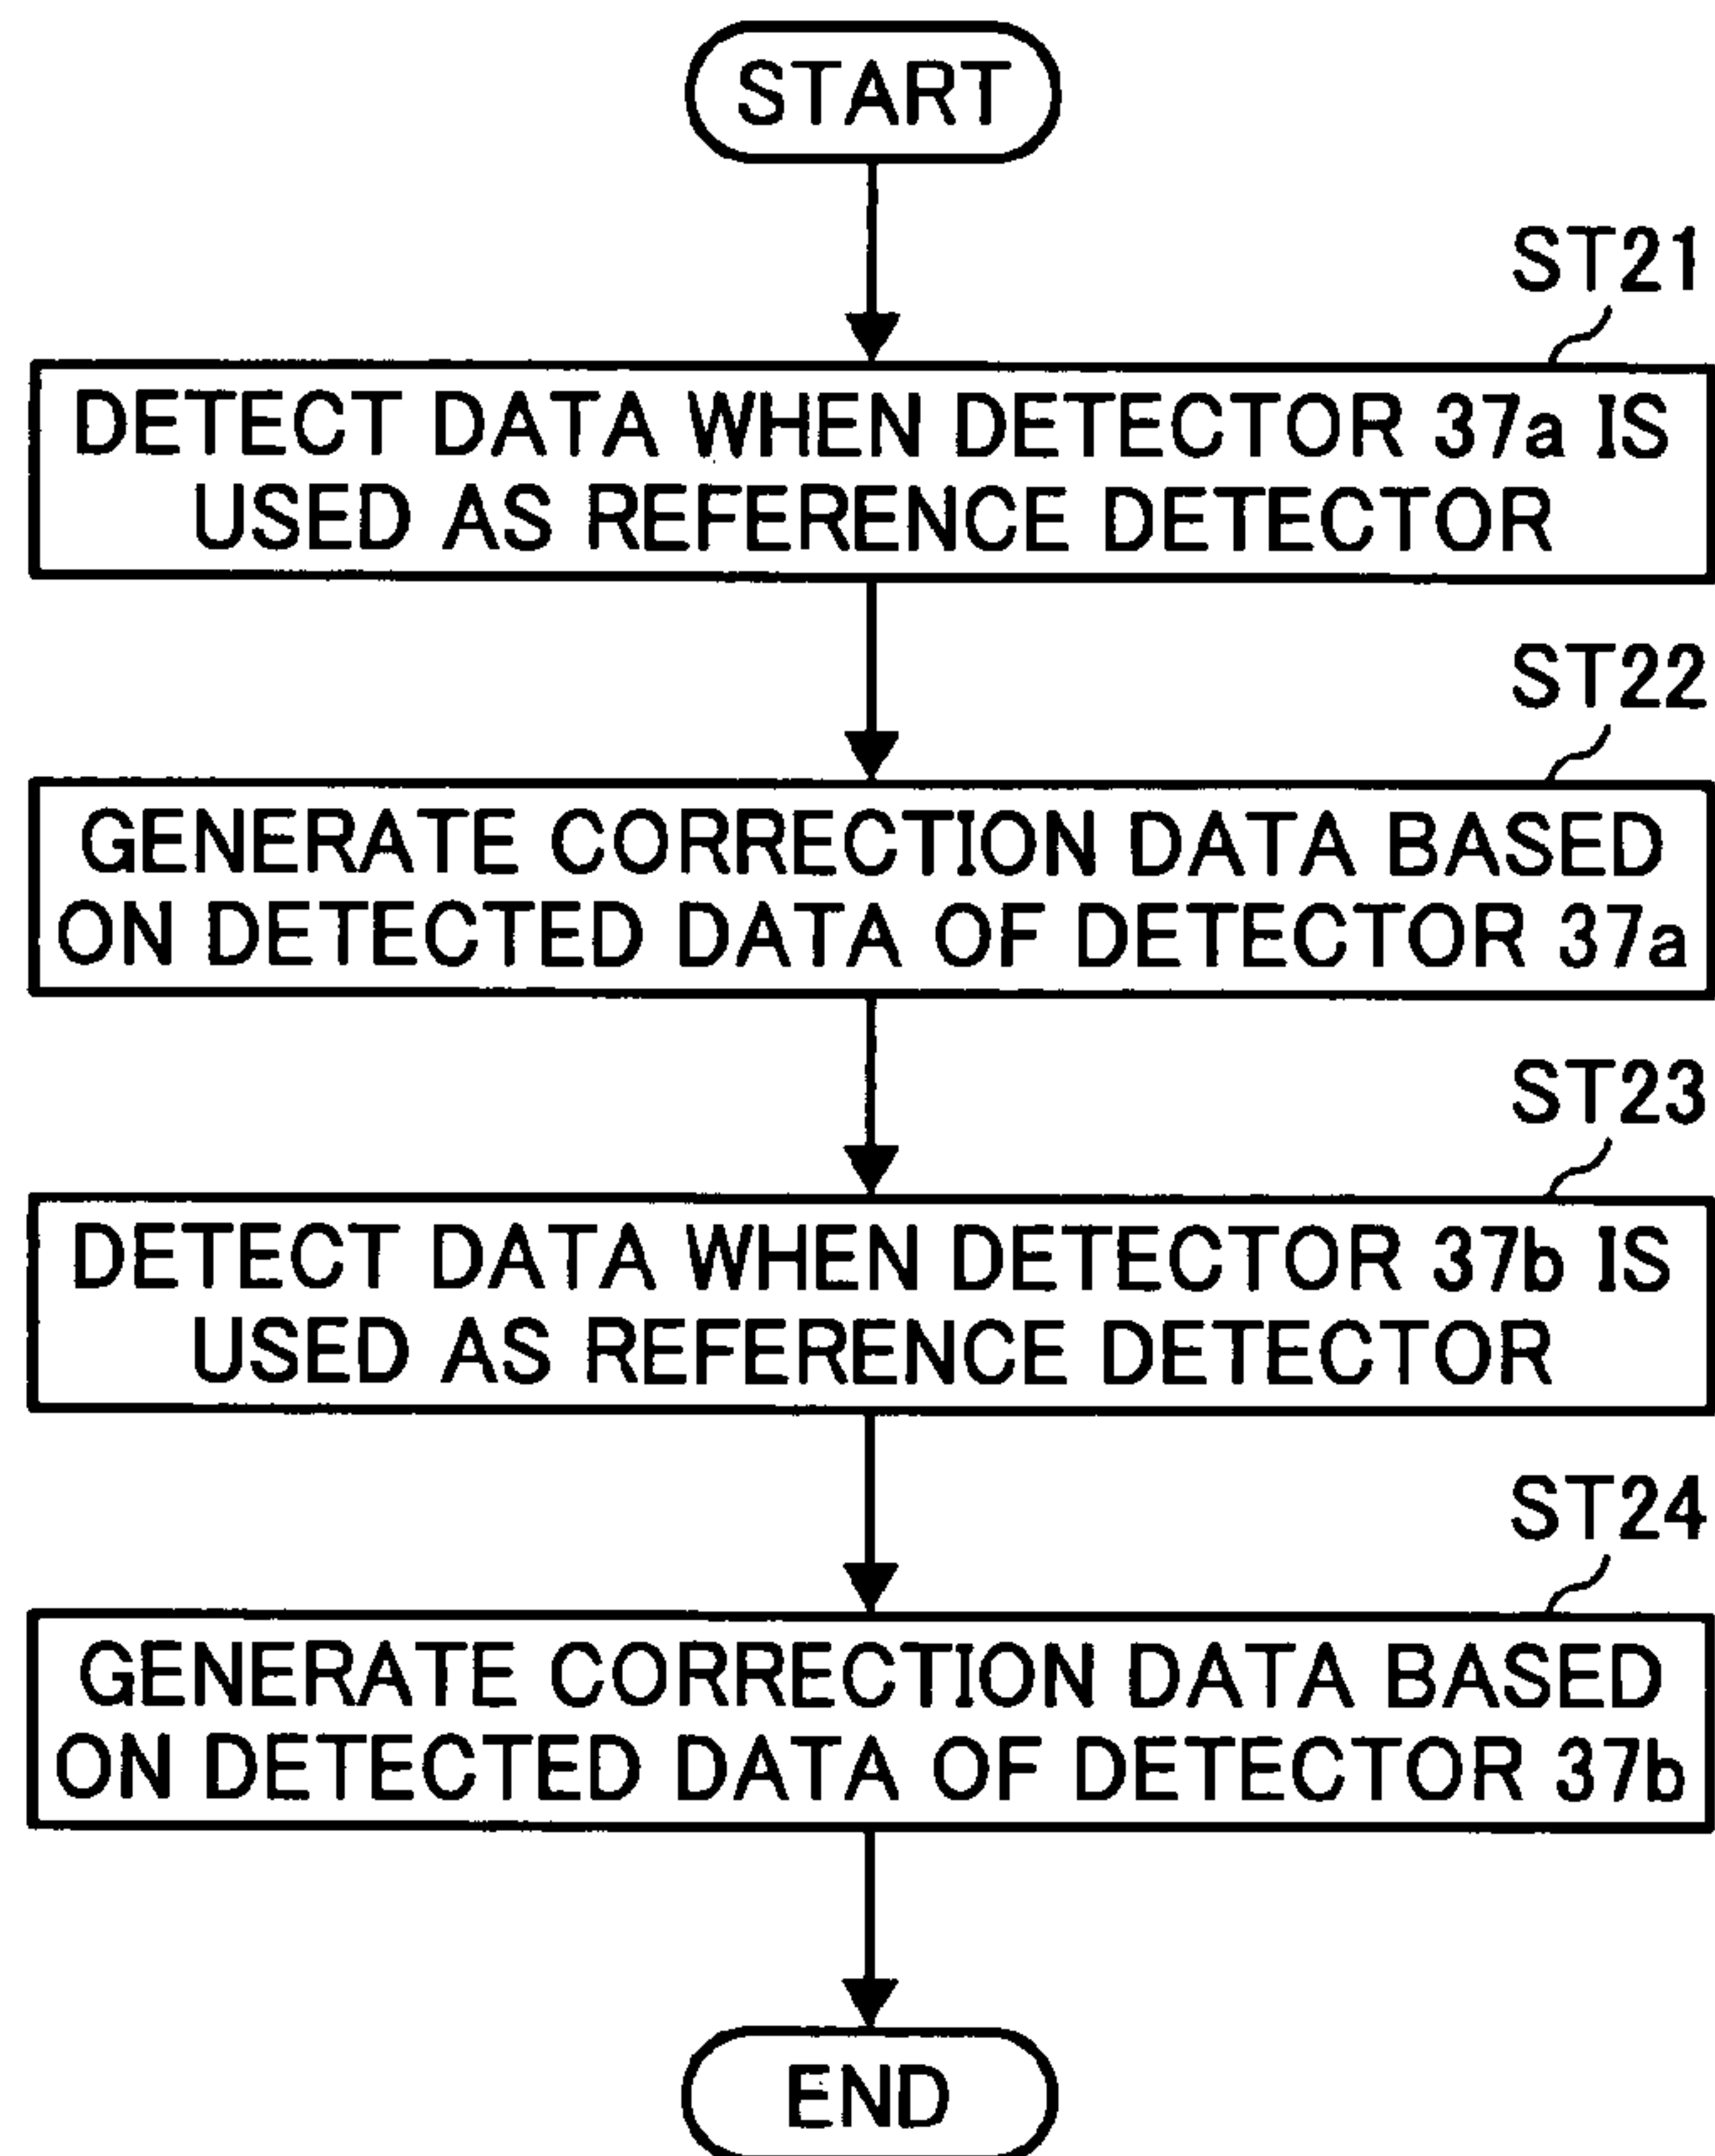 START
ST21
DETECT DATA WHEN DETECTOR 37a IS
USED AS REFERENCE DETECTOR
ST22
GENERATE CORRECTION DATA BASED
ON DETECTED DATA OF DETECTOR 37a
ST23
DETECT DATA WHEN DETECTOR 37b IS
USED AS REFERENCE DETECTOR
ST24
GENERATE CORRECTION DATA BASED
ON DETECTED DATA OF DETECTOR 37b
END